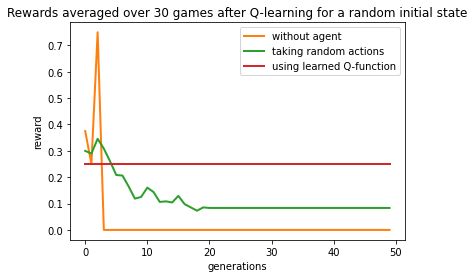 Rewards averaged over 30 games after Q-learning for a random initial state
without agent
taking random actions
using learned Q-function
reward
0.7
0.6
0.5
0.4
0.3
0.2
0.1
0.0
0 10 20 30 40 50
generations